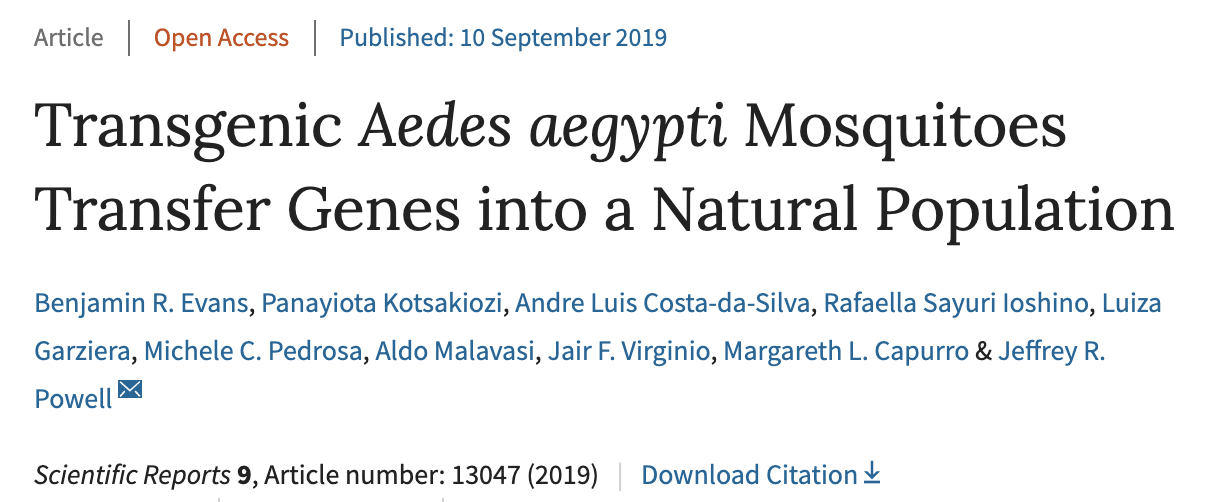 Article | Open Access | Published: 10 September 2019
Transgenic Aedes aegypti Mosquitoes
Transfer Genes into a Natural Population
Benjamin R. Evans, Panayiota Kotsakiozi, Andre Luis Costa-da-Silva, Rafaella Sayuri Ioshino, Luiza
Garziera, Michele C. Pedrosa, Aldo Malavasi, Jair F. Virginio, Margareth L. Capurro & Jeffrey R.
Powell
Scientific Reports 9, Article number: 13047 (2019) | Download Citation